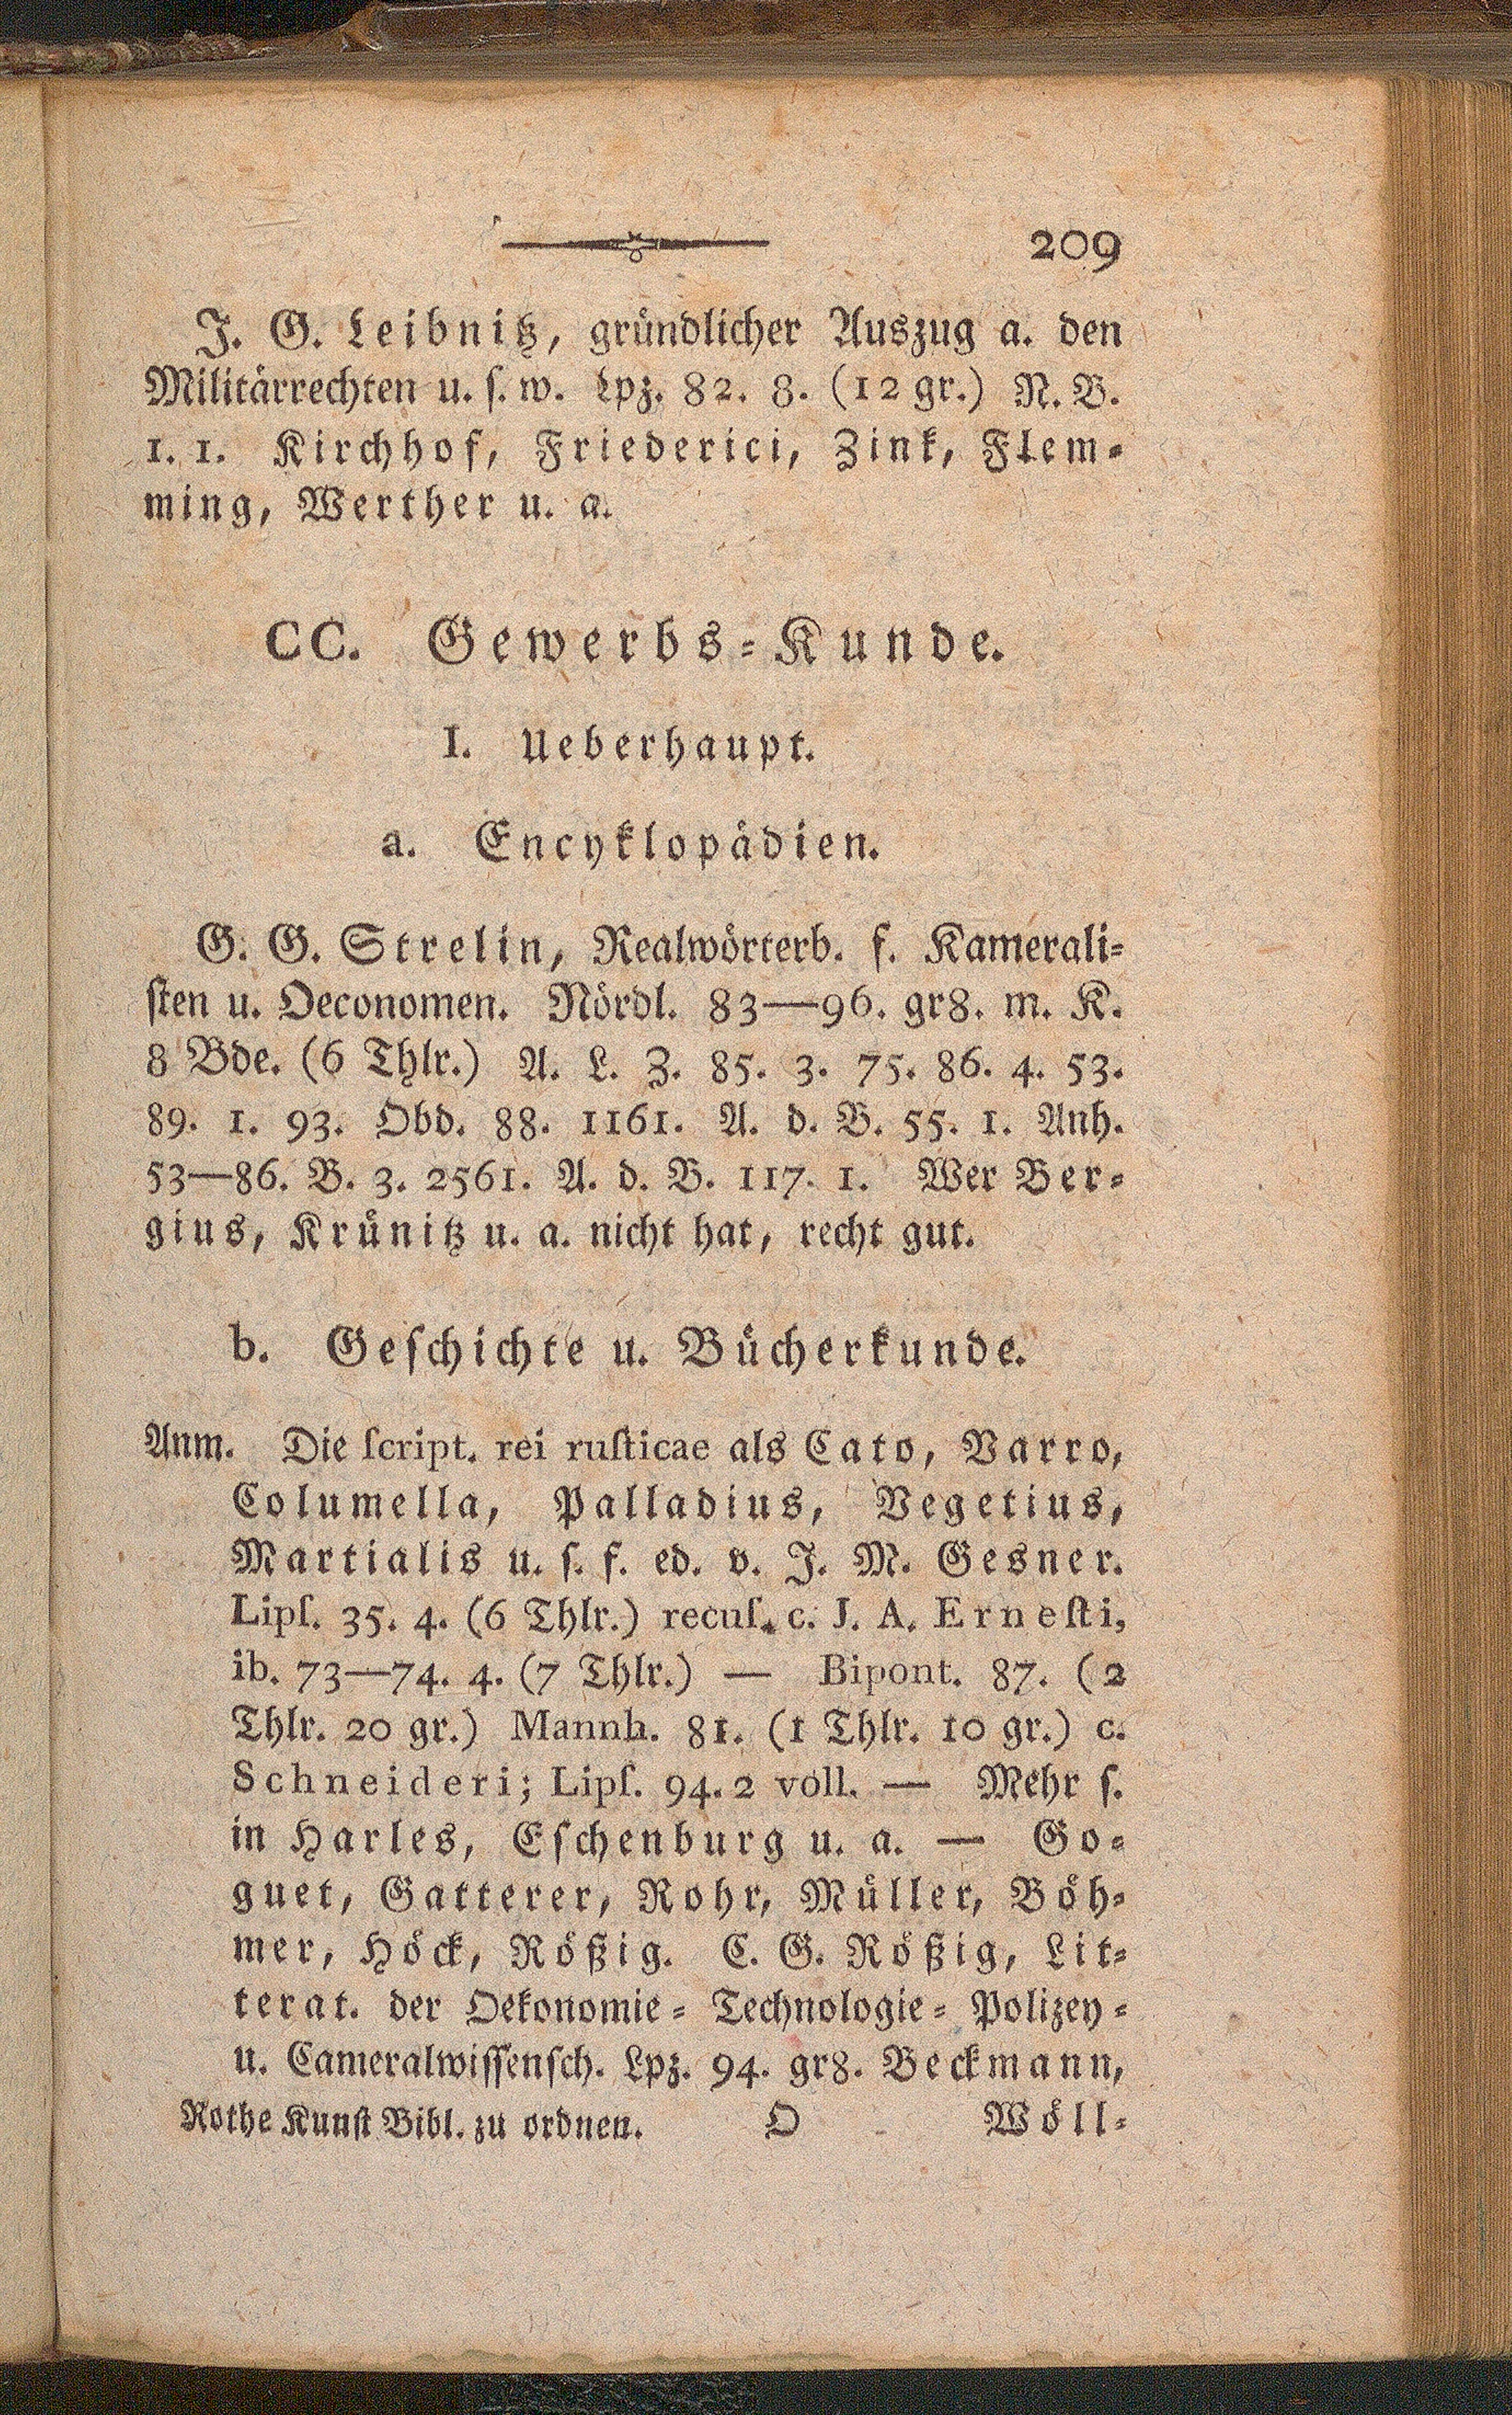 209
J. G. Leibnitz, gründlicher Auszug a. den
Militärrechten u. ſ. w. Lpz. 82. 8. (12 gr.) N. B.
1. 1. Kirchhof, Friederici, Zink, Flem-
ming, Werther u. a.
CC. Gewerbs-Kunde.
I. Ueberhaupt.
a. Encyklopädien.
G. G. Strelin, Realwörterb. f. Kamerali-
ſten u. Oeconomen. Nördl. 83—96. gr8. m. K.
8 Bde. (6 Thlr.) A. L. Z. 85. 3. 75. 86. 4. 53.
89. 1. 93. Obd. 88. 1161. A. d. B. 55. 1. Anh.
53—86. B. 3. 2561. A. d. B. 117. 1. Wer Ber-
gius, Krünitz u. a. nicht hat, recht gut.
b. Geſchichte u. Bücherkunde.
Anm. Die ſcript. rei ruſticae als Cato, Varro,
Columella, Palladius, Vegetius,
Martialis u. ſ. f. ed. v. J. M. Gesner.
Lipſ. 35. 4. (6 Thlr.) recuſ. c. J. A. Erneſti,
ib. 73—74. 4. (7 Thlr.) — Bipont. 87. (2
Thlr. 20 gr.) Mannh. 81. (1 Thlr. 10 gr.) c.
Schneideri; Lipſ. 94. 2 voll. — Mehr ſ.
in Harles, Eſchenburg u. a. — Go-
guet, Gatterer, Rohr, Müller, Böh-
mer, Höck, Rößig. C. G. Rößig, Lit-
terat. der Oekonomie- Technologie- Polizey-
u. Cameralwiſſenſch. Lpz. 94. gr8. Beckmann,
Rothe Kunſt Bibl. zu ordnen. O Wöll-